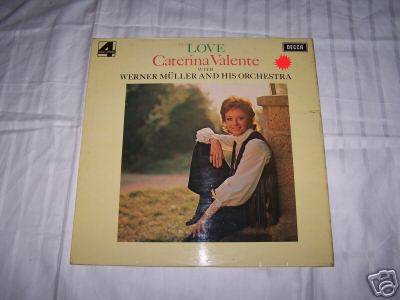 4
LOVE
DECCA
Caterina Valente
WITH
WERNER MÜLLER AND HIS ORCHESTRA